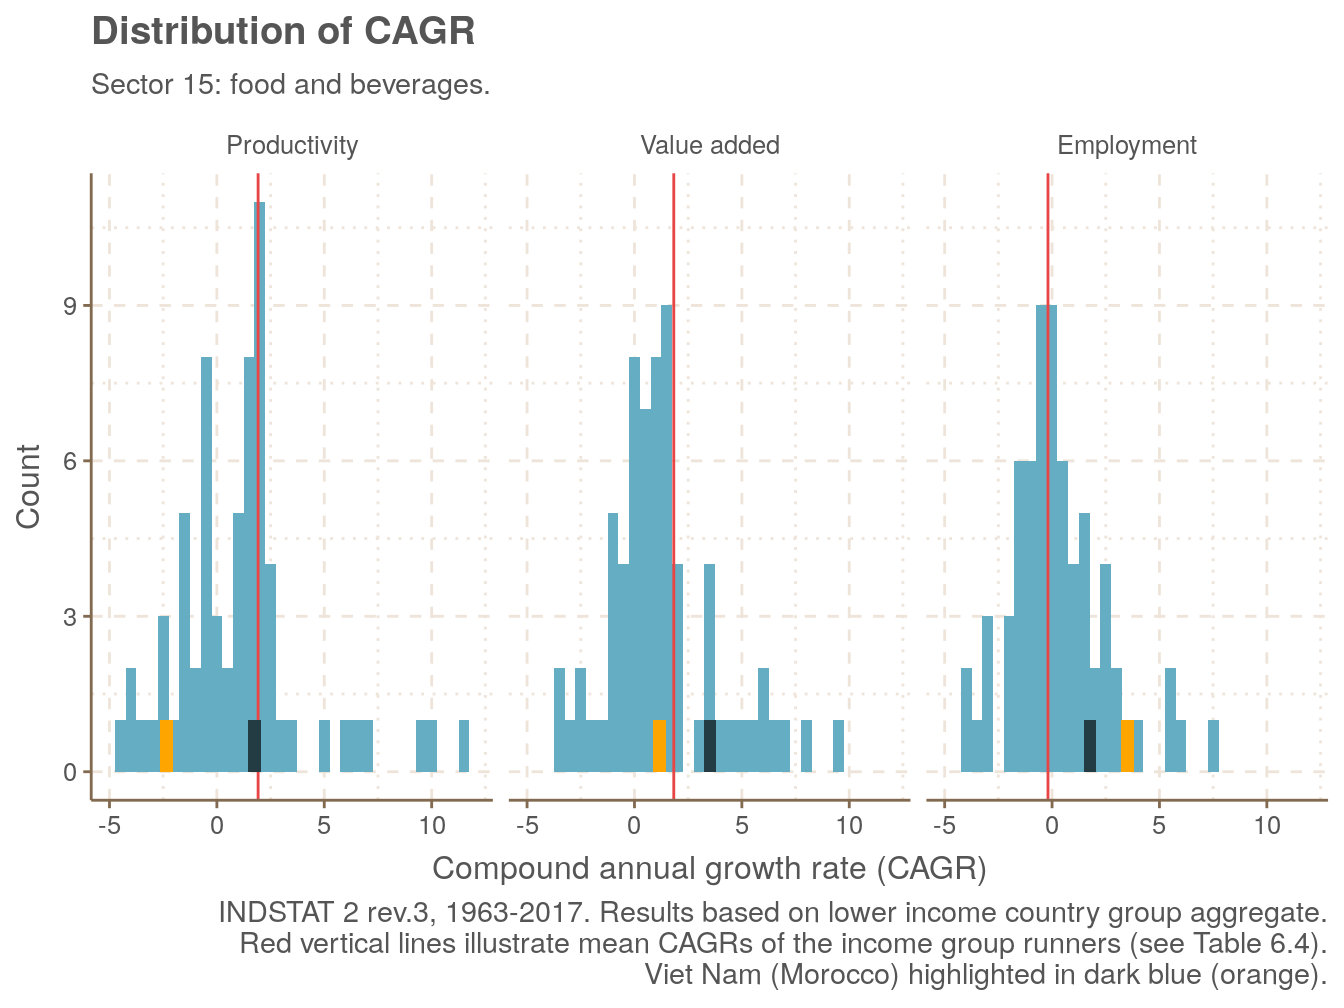 Distribution of CAGR
Sector 15: food and beverages.
Productivity Value added Employment
9
6
3
0
Count
-5 0 5 10 -5 0 5 10 -5 0 5 10
Compound annual growth rate (CAGR)
INDSTAT 2 rev.3, 1963-2017. Results based on lower income country group aggregate.
Red vertical lines illustrate mean CAGRs of the income group runners (see Table 6.4).
Viet Nam (Morocco) highlighted in dark blue (orange).